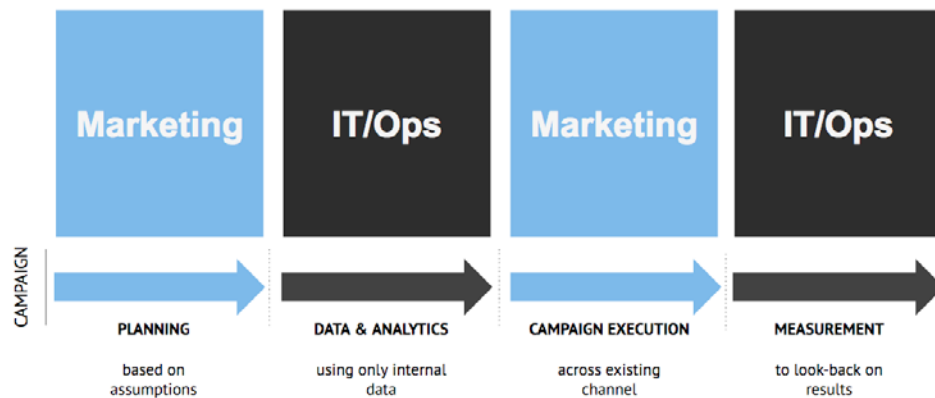 Marketing
IT/Ops
Marketing
IT/Ops
CAMPAIGN
PLANNING
DATA & ANALYTICS
CAMPAIGN EXECUTION
MEASUREMENT
based on
assumptions
using only internal
data
across existing
channel
to look-back on
results